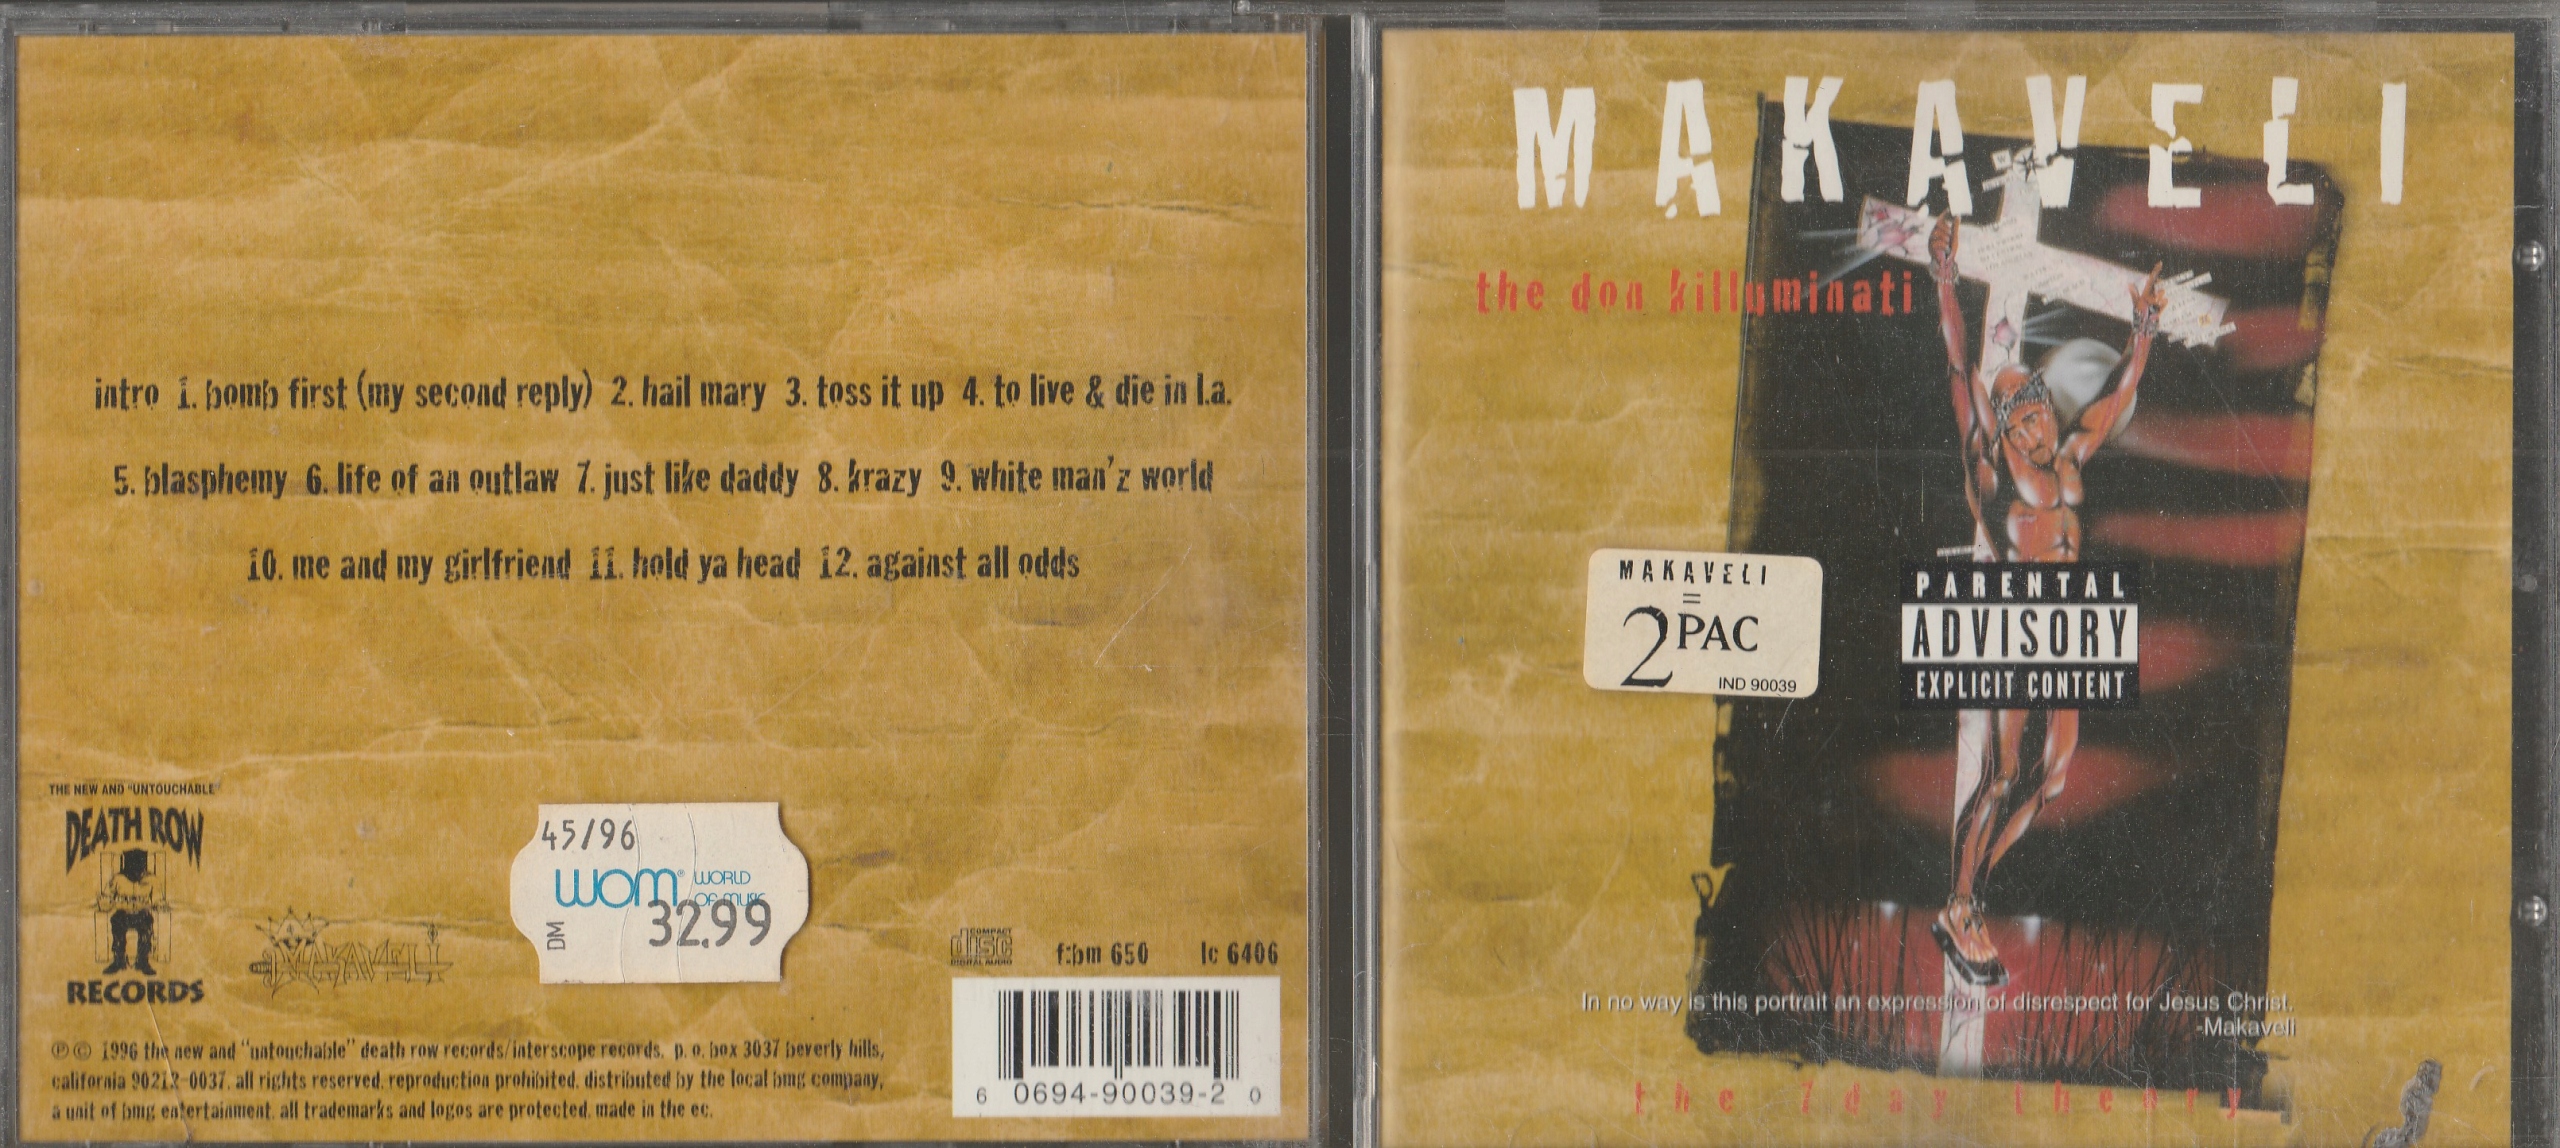 intro 1. bomb first (my second reply) 2. hail mary 3. toss it up 4. to live & die in l.a.
5. blasphemy 6. life of an outlaw 7. just like daddy 8. krazy 9. white man'z world
10. me and my girlfriend 11. hold ya head 12. against all odds
THE NEW AND "UNTOUCHABLE"
DEATH ROW
RECORDS
MAKAVELI
45/96
WOM® WORLD
OF MUSIC
DM 32.99
COMPACT
disc
DIGITAL AUDIO
f:bm 650 lc 6406
6 0694-90039-2 0
℗© 1996 the new and "untouchable" death row records/interscope records. p. o. box 3037 beverly hills,
california 90212-0037. all rights reserved. reproduction prohibited. distributed by the local bmg company,
a unit of bmg entertainment. all trademarks and logos are protected. made in the ec.
MAKAVELI
the don killuminati
MAKAVELI
=
2PAC
IND 90039
PARENTAL
ADVISORY
EXPLICIT CONTENT
In no way is this portrait an expression of disrespect for Jesus Christ.
-Makaveli
the 7 day theory